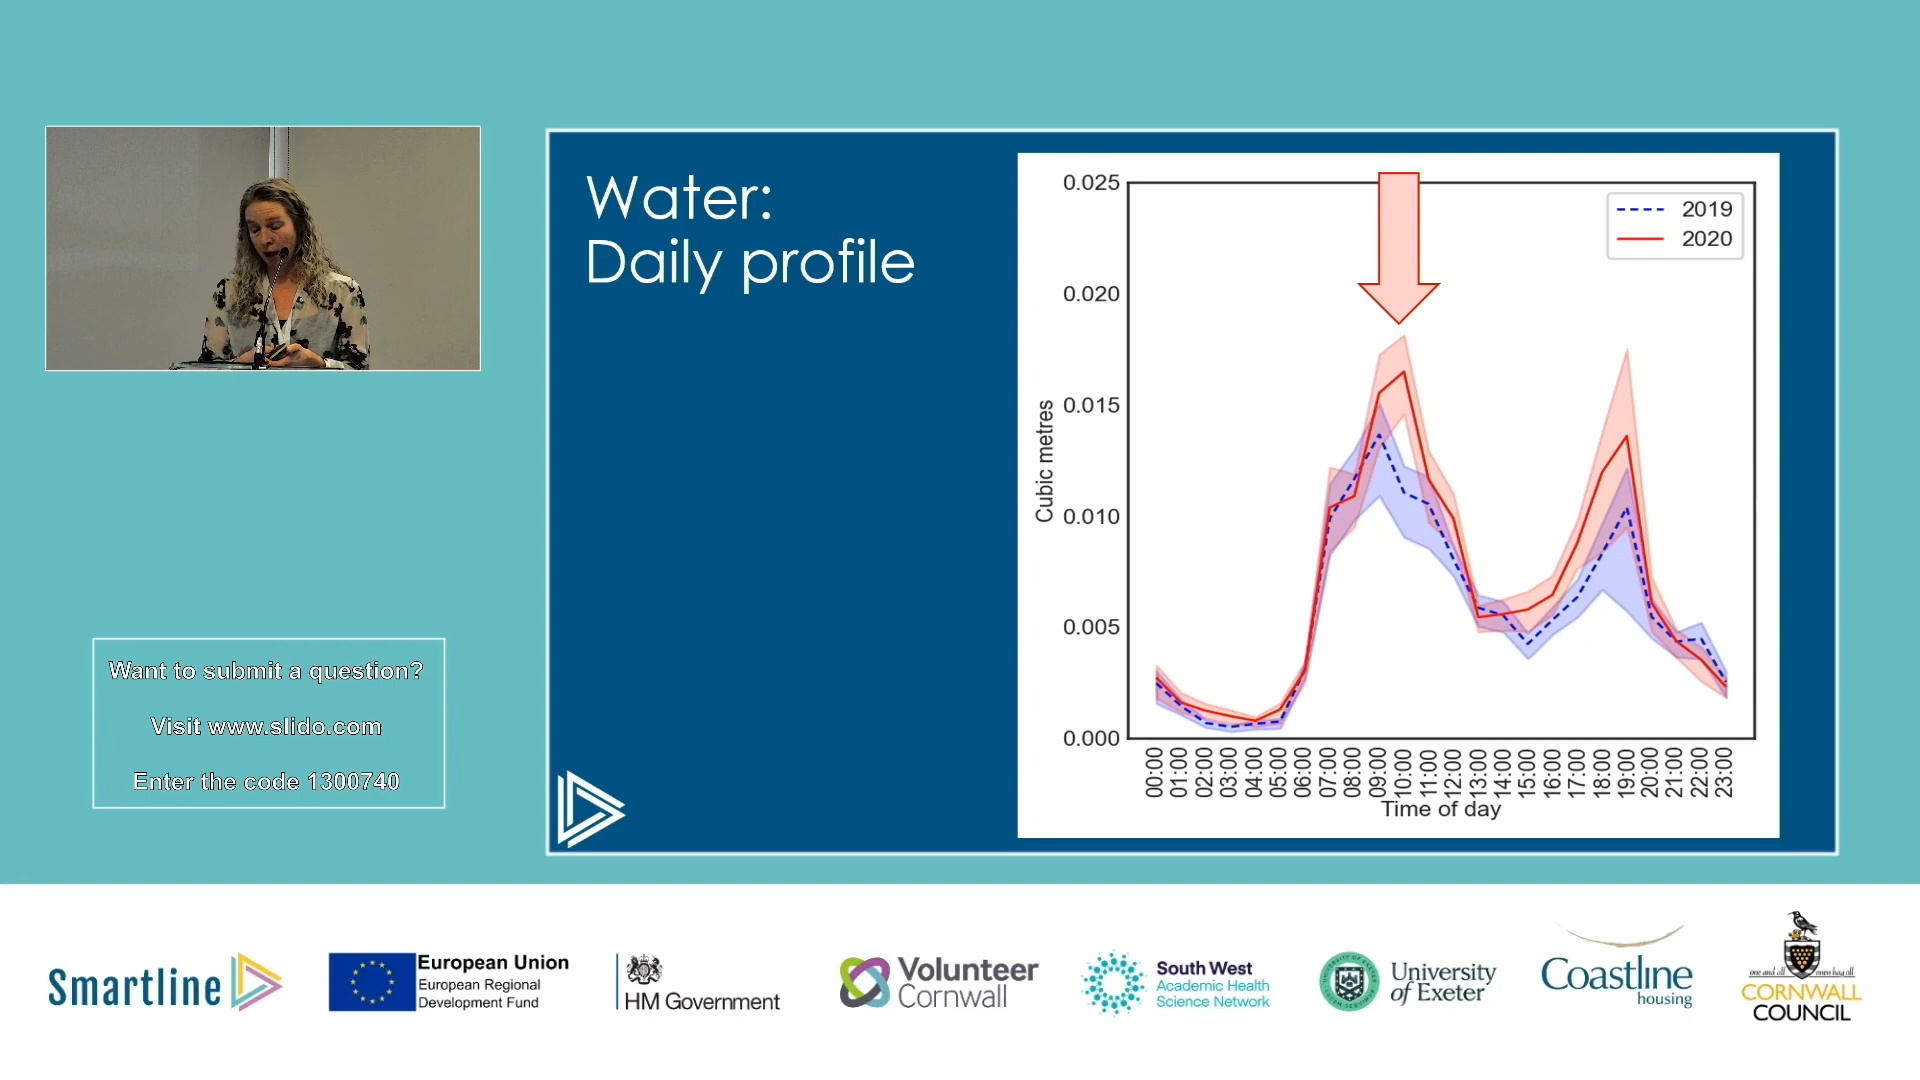 Water:
Daily profile
0.025
0.020
0.015
0.010
0.005
0.000
Cubic metres
2019
2020
00:00
01:00
02:00
03:00
04:00
05:00
06:00
07:00
08:00
09:00
10:00
11:00
12:00
13:00
14:00
15:00
16:00
17:00
18:00
19:00
20:00
21:00
22:00
23:00
Time of day
Want to submit a question?
Visit www.slido.com
Enter the code 1300740
Smartline
European Union
European Regional
Development Fund
HM Government
Volunteer
Cornwall
South West
Academic Health
Science Network
University
of Exeter
Coastline
housing
one and all
CORNWALL
COUNCIL